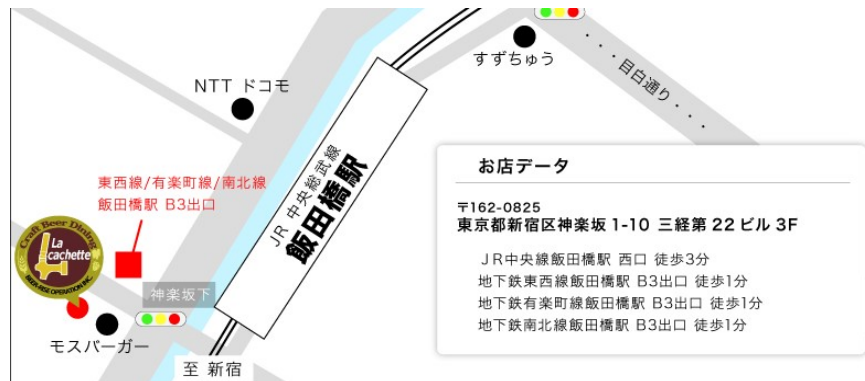 すずちゅう
・・・目白通り・・・
NTT ドコモ
JR 中央総武線
飯田橋駅
東西線/有楽町線/南北線
飯田橋駅 B3出口
Craft Beer Dining
La
cachette
BEER-RISE OPERATION INC.
神楽坂下
モスバーガー
至 新宿
お店データ
〒162-0825
東京都新宿区神楽坂 1-10 三経第 22 ビル 3F
JR中央線飯田橋駅 西口 徒歩3分
地下鉄東西線飯田橋駅 B3出口 徒歩1分
地下鉄有楽町線飯田橋駅 B3出口 徒歩1分
地下鉄南北線飯田橋駅 B3出口 徒歩1分